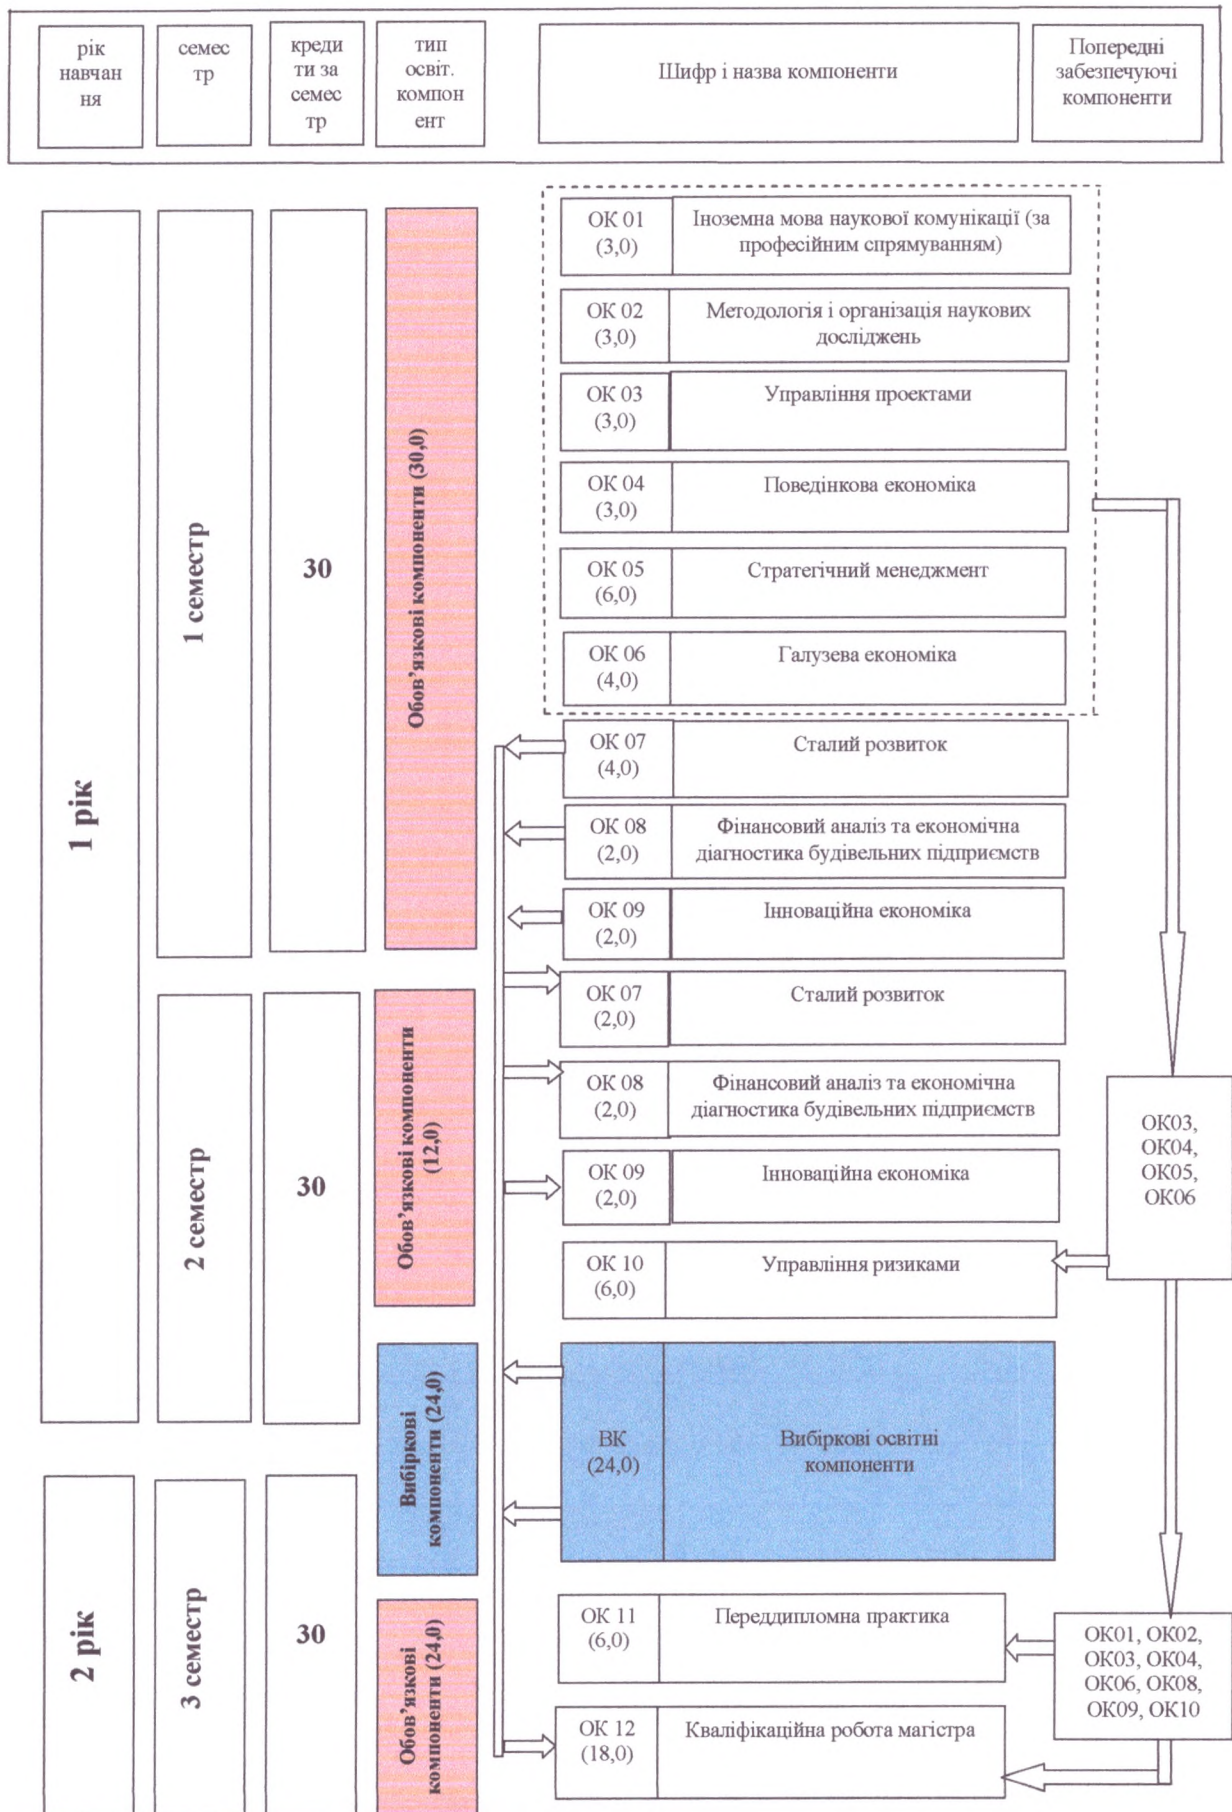 рік
навчан
ня
семес
тр
креди
ти за
семес
тр
тип
освіт.
компон
ент
Шифр і назва компоненти
Попередні
забезпечуючі
компоненти
1 рік
1 семестр
30
Обов’язкові компоненти (30,0)
ОК 01
(3,0)
Іноземна мова наукової комунікації (за
професійним спрямуванням)
ОК 02
(3,0)
Методологія і організація наукових
досліджень
ОК 03
(3,0)
Управління проектами
ОК 04
(3,0)
Поведінкова економіка
ОК 05
(6,0)
Стратегічний менеджмент
ОК 06
(4,0)
Галузева економіка
ОК 07
(4,0)
Сталий розвиток
ОК 08
(2,0)
Фінансовий аналіз та економічна
діагностика будівельних підприємств
ОК 09
(2,0)
Інноваційна економіка
2 семестр
30
Обов’язкові компоненти
(12,0)
ОК 07
(2,0)
Сталий розвиток
ОК 08
(2,0)
Фінансовий аналіз та економічна
діагностика будівельних підприємств
ОК 09
(2,0)
Інноваційна економіка
ОК 10
(6,0)
Управління ризиками
ОК03,
ОК04,
ОК05,
ОК06
Вибіркові
компоненти (24,0)
ВК
(24,0)
Вибіркові освітні
компоненти
2 рік
3 семестр
30
Обов’язкові
компоненти (24,0)
ОК 11
(6,0)
Переддипломна практика
ОК 12
(18,0)
Кваліфікаційна робота магістра
ОК01, ОК02,
ОК03, ОК04,
ОК06, ОК08,
ОК09, ОК10